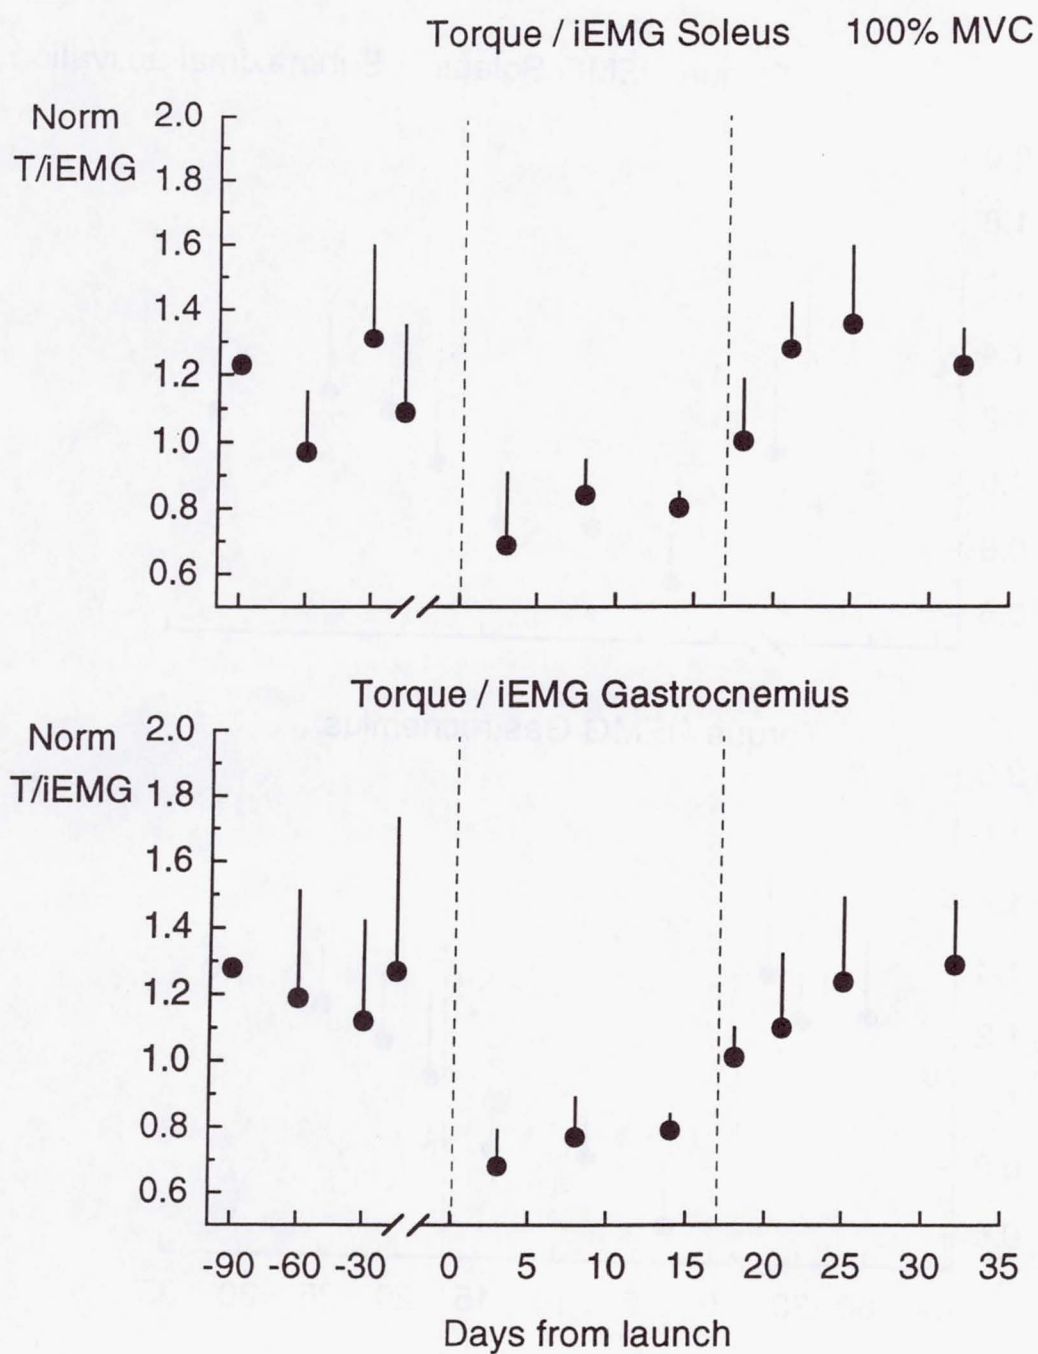 Torque / iEMG Soleus 100% MVC
Norm T/iEMG
2.0
1.8
1.6
1.4
1.2
1.0
0.8
0.6
Torque / iEMG Gastrocnemius
Norm T/iEMG
2.0
1.8
1.6
1.4
1.2
1.0
0.8
0.6
-90 -60 -30 0 5 10 15 20 25 30 35
Days from launch